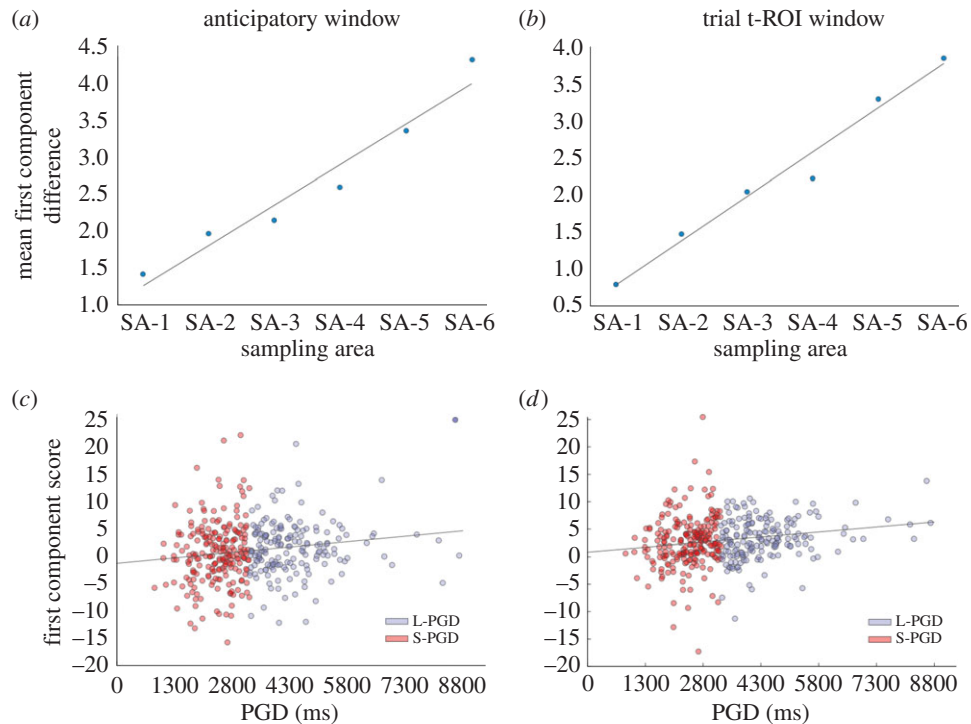 (a) anticipatory window
(b) trial t-ROI window
mean first component
difference
4.5
4.0
3.5
3.0
2.5
2.0
1.5
1.0
SA-1 SA-2 SA-3 SA-4 SA-5 SA-6
sampling area
4.5
4.0
3.5
3.0
2.5
2.0
1.5
1.0
0.5
SA-1 SA-2 SA-3 SA-4 SA-5 SA-6
sampling area
(c)
first component score
25
20
15
10
5
0
−5
−10
−15
−20
L-PGD
S-PGD
0 1300 2800 4300 5800 7300 8800
PGD (ms)
(d)
25
20
15
10
5
0
−5
−10
−15
−20
L-PGD
S-PGD
0 1300 2800 4300 5800 7300 8800
PGD (ms)